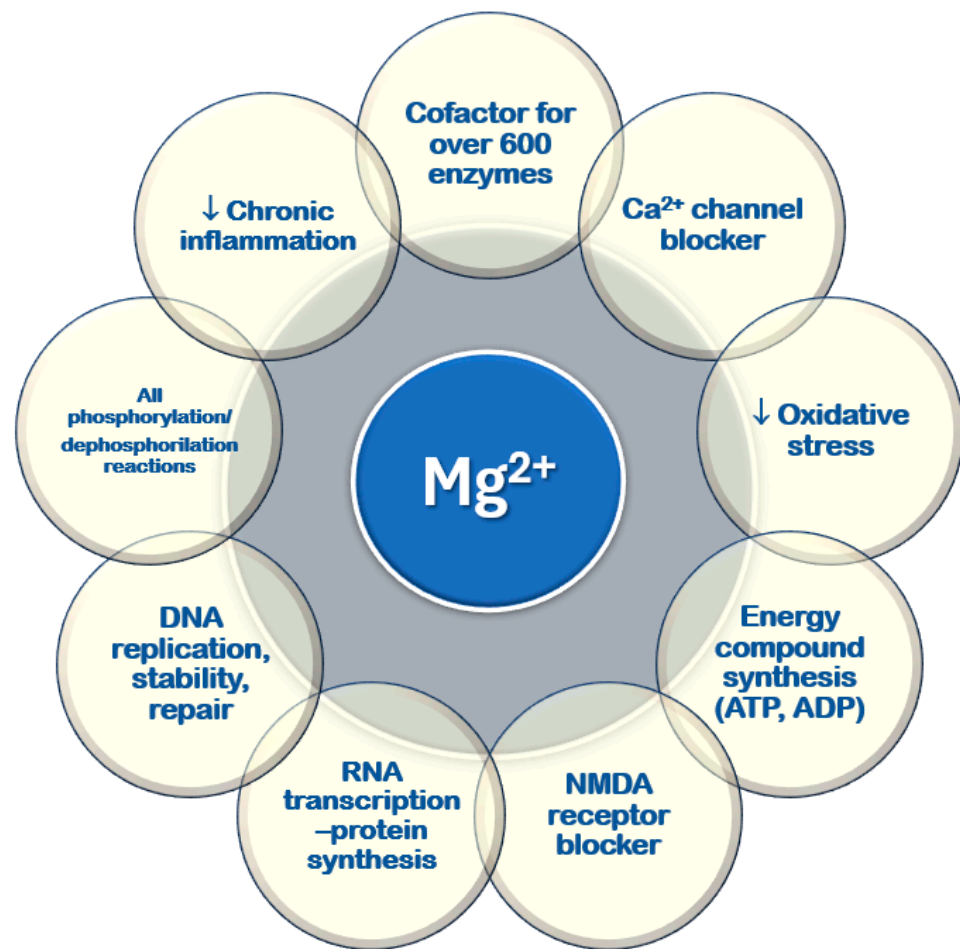 Cofactor for
over 600
enzymes
Ca²⁺ channel
blocker
↓ Oxidative
stress
Energy
compound
synthesis
(ATP, ADP)
NMDA
receptor
blocker
RNA
transcription
–protein
synthesis
DNA
replication,
stability,
repair
All
phosphorylation/
dephosphorilation
reactions
↓ Chronic
inflammation
Mg²⁺